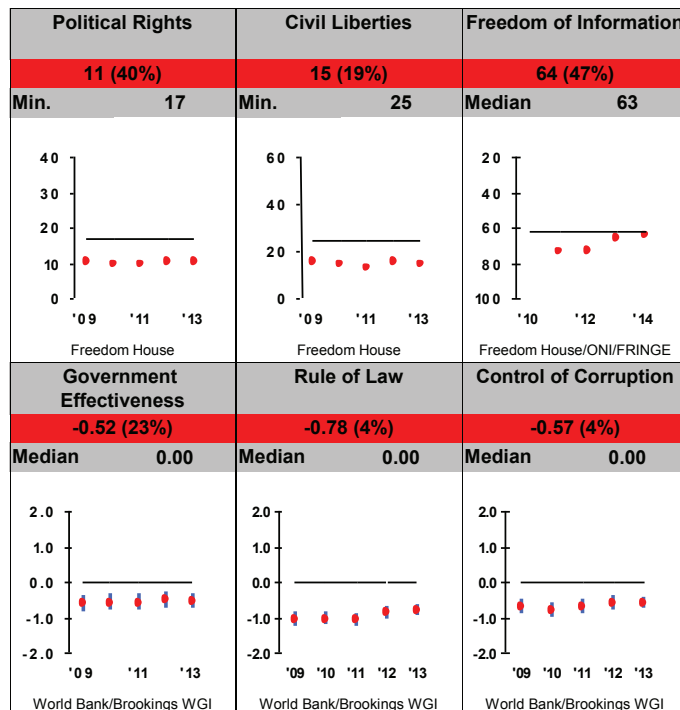 Political Rights
11 (40%)
Min. 17
40
30
20
10
0
'09 '11 '13
Freedom House
Civil Liberties
15 (19%)
Min. 25
60
40
20
0
'09 '11 '13
Freedom House
Freedom of Information
64 (47%)
Median 63
20
40
60
80
100
'10 '12 '14
Freedom House/ONI/FRINGE
Government
Effectiveness
-0.52 (23%)
Median 0.00
2.0
1.0
0.0
-1.0
-2.0
'09 '11 '13
World Bank/Brookings WGI
Rule of Law
-0.78 (4%)
Median 0.00
2.0
1.0
0.0
-1.0
-2.0
'09 '10 '11 '12 '13
World Bank/Brookings WGI
Control of Corruption
-0.57 (4%)
Median 0.00
2.0
1.0
0.0
-1.0
-2.0
'09 '10 '11 '12 '13
World Bank/Brookings WGI